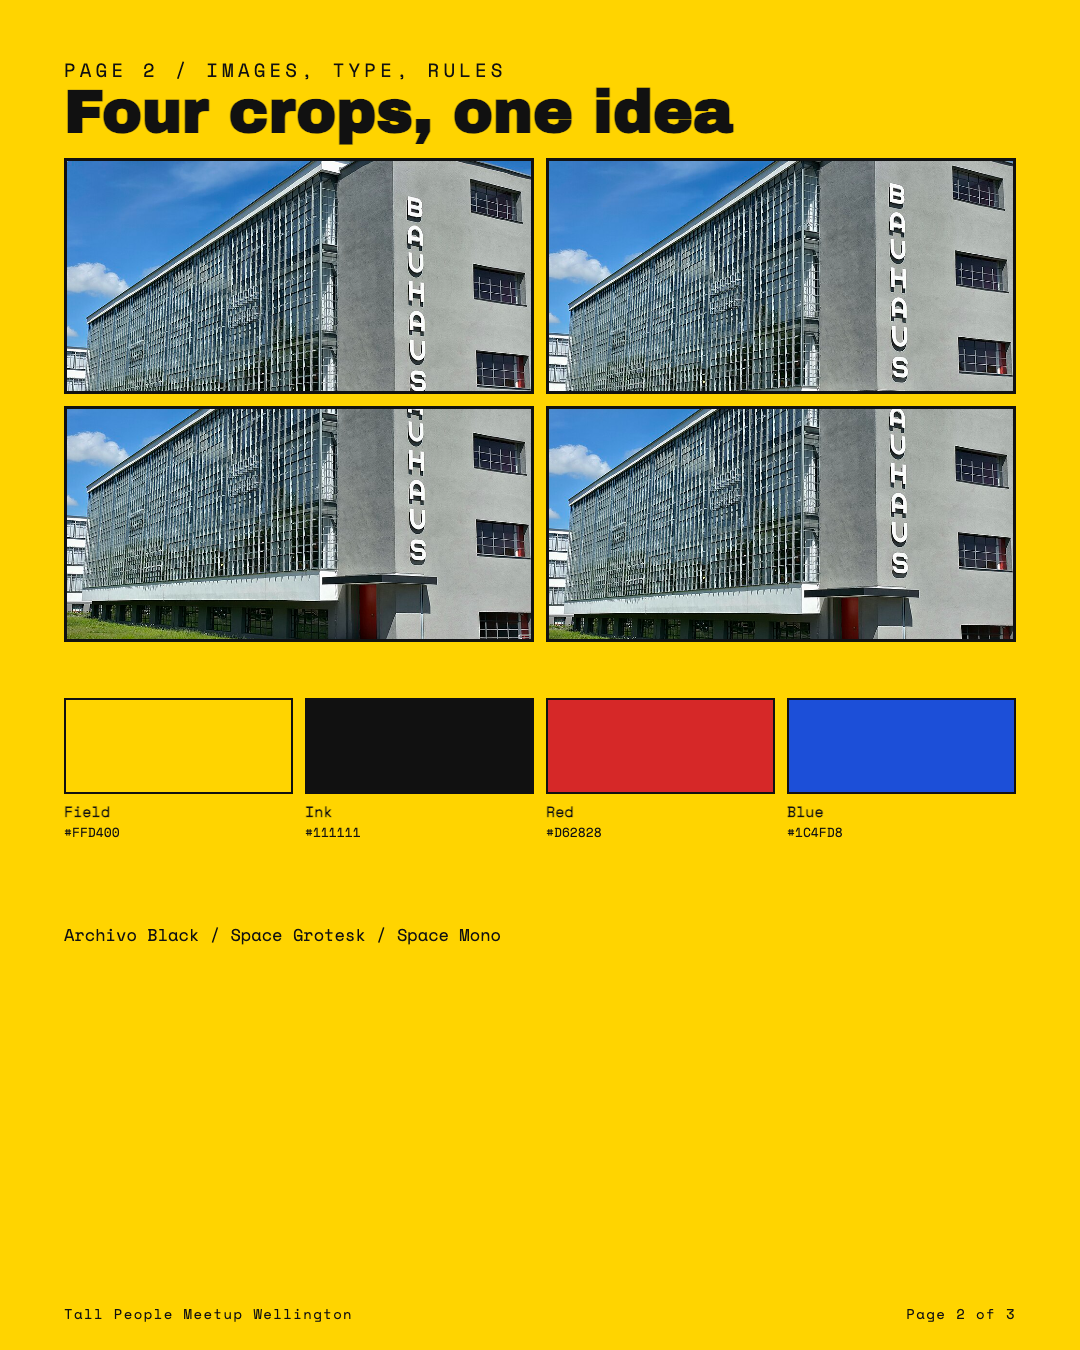 PAGE 2 / IMAGES, TYPE, RULES
Four crops, one idea
BAUHAUS
BAUHAUS
UHAUS
AUHAUS
Field
#FFD400
Ink
#111111
Red
#D62828
Blue
#1C4FD8
Archivo Black / Space Grotesk / Space Mono
Tall People Meetup Wellington
Page 2 of 3